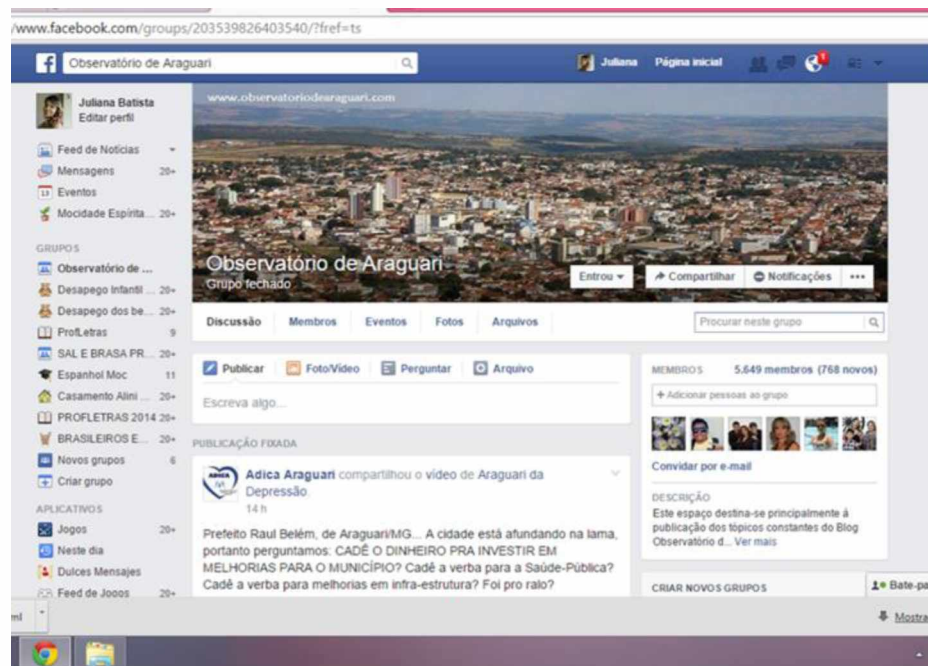 /www.facebook.com/groups/203539826403540/?fref=ts
Observatório de Araguari
Juliana Página inicial
1
Juliana Batista
Editar perfil
Feed de Notícias
Mensagens 20+
Eventos
Mocidade Espírita... 20+
GRUPOS
Observatório de ...
Desapego Infantil ... 20+
Desapego dos be... 20+
ProfLetras 9
SAL E BRASA PR... 20+
Espanhol Moc 11
Casamento Alini ... 20+
PROFLETRAS 2014 20+
BRASILEIROS E... 20+
Novos grupos 6
Criar grupo
APLICATIVOS
Jogos 20+
Neste dia
Dulces Mensajes
Feed de Jogos 20+
www.observatoriodearaguari.com
Observatório de Araguari
Grupo fechado
Entrou Compartilhar Notificações ...
Discussão Membros Eventos Fotos Arquivos
Procurar neste grupo
Publicar Foto/Vídeo Perguntar Arquivo
Escreva algo...
PUBLICAÇÃO FIXADA
ADICA
Adica Araguari compartilhou o vídeo de Araguari da
Depressão.
14 h
Prefeito Raul Belém, de Araguari/MG... A cidade está afundando na lama,
portanto perguntamos: CADÊ O DINHEIRO PRA INVESTIR EM
MELHORIAS PARA O MUNICÍPIO? Cadê a verba para a Saúde-Pública?
Cadê a verba para melhorias em infra-estrutura? Foi pro ralo?
MEMBROS 5.649 membros (768 novos)
+ Adicionar pessoas ao grupo
Convidar por e-mail
DESCRIÇÃO
Este espaço destina-se principalmente á
publicação dos tópicos constantes do Blog
Observatório d... Ver mais
CRIAR NOVOS GRUPOS
Bate-pa
ml
Mostra